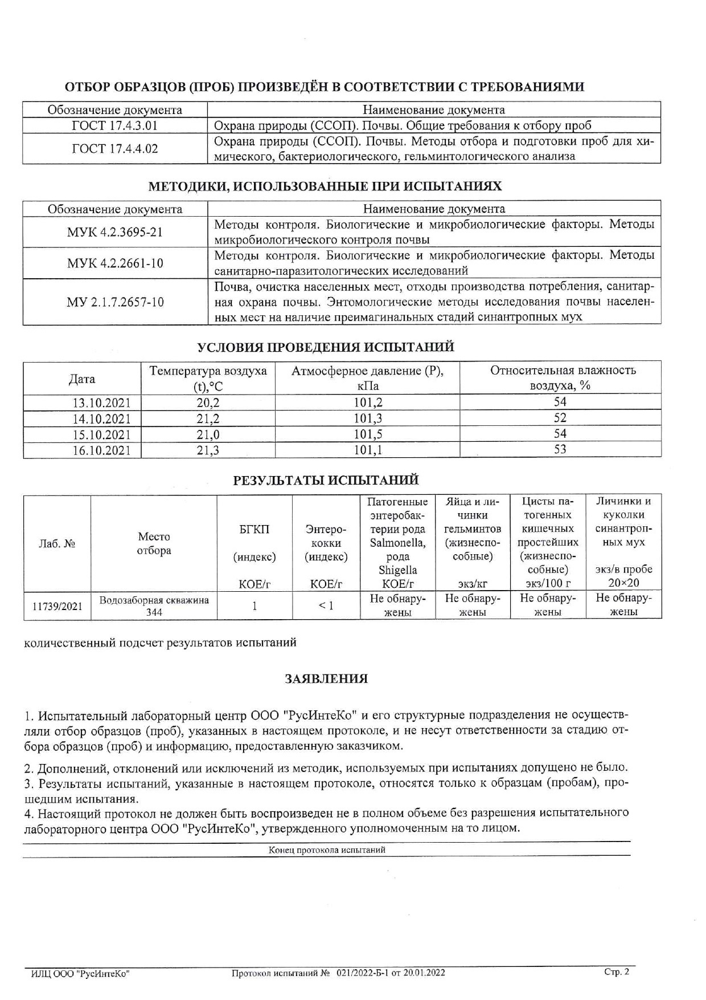 ОТБОР ОБРАЗЦОВ (ПРОБ) ПРОИЗВЕДЁН В СООТВЕТСТВИИ С ТРЕБОВАНИЯМИ
Обозначение документа Наименование документа
ГОСТ 17.4.3.01 Охрана природы (ССОП). Почвы. Общие требования к отбору проб
ГОСТ 17.4.4.02 Охрана природы (ССОП). Почвы. Методы отбора и подготовки проб для хи-
мического, бактериологического, гельминтологического анализа
МЕТОДИКИ, ИСПОЛЬЗОВАННЫЕ ПРИ ИСПЫТАНИЯХ
Обозначение документа Наименование документа
МУК 4.2.3695-21 Методы контроля. Биологические и микробиологические факторы. Методы
микробиологического контроля почвы
МУК 4.2.2661-10 Методы контроля. Биологические и микробиологические факторы. Методы
санитарно-паразитологических исследований
МУ 2.1.7.2657-10 Почва, очистка населенных мест, отходы производства потребления, санитар-
ная охрана почвы. Энтомологические методы исследования почвы населен-
ных мест на наличие преимагинальных стадий синантропных мух
УСЛОВИЯ ПРОВЕДЕНИЯ ИСПЫТАНИЙ
Дата Температура воздуха (t),°C Атмосферное давление (Р), кПа Относительная влажность воздуха, %
13.10.2021 20,2 101,2 54
14.10.2021 21,2 101,3 52
15.10.2021 21,0 101,5 54
16.10.2021 21,3 101,1 53
РЕЗУЛЬТАТЫ ИСПЫТАНИЙ
Лаб. №
Место
отбора
БГКП
(индекс)
КОЕ/г
Энтеро-
кокки
(индекс)
КОЕ/г
Патогенные
энтеробак-
терии рода
Salmonella,
рода
Shigella
КОЕ/г
Яйца и ли-
чинки
гельминтов
(жизнеспо-
собные)
экз/кг
Цисты па-
тогенных
кишечных
простейших
(жизнеспо-
собные)
экз/100 г
Личинки и
куколки
синантроп-
ных мух
экз/в пробе
20×20
11739/2021
Водозаборная скважина
344
1
< 1
Не обнару-
жены
Не обнару-
жены
Не обнару-
жены
Не обнару-
жены
количественный подсчет результатов испытаний
ЗАЯВЛЕНИЯ
1. Испытательный лабораторный центр ООО "РусИнтеКо" и его структурные подразделения не осуществ-
ляли отбор образцов (проб), указанных в настоящем протоколе, и не несут ответственности за стадию от-
бора образцов (проб) и информацию, предоставленную заказчиком.
2. Дополнений, отклонений или исключений из методик, используемых при испытаниях допущено не было.
3. Результаты испытаний, указанные в настоящем протоколе, относятся только к образцам (пробам), про-
шедшим испытания.
4. Настоящий протокол не должен быть воспроизведен не в полном объеме без разрешения испытательного
лабораторного центра ООО "РусИнтеКо", утвержденного уполномоченным на то лицом.
Конец протокола испытаний
ИЛЦ ООО "РусИнтеКо" Протокол испытаний № 021/2022-Б-1 от 20.01.2022 Стр. 2